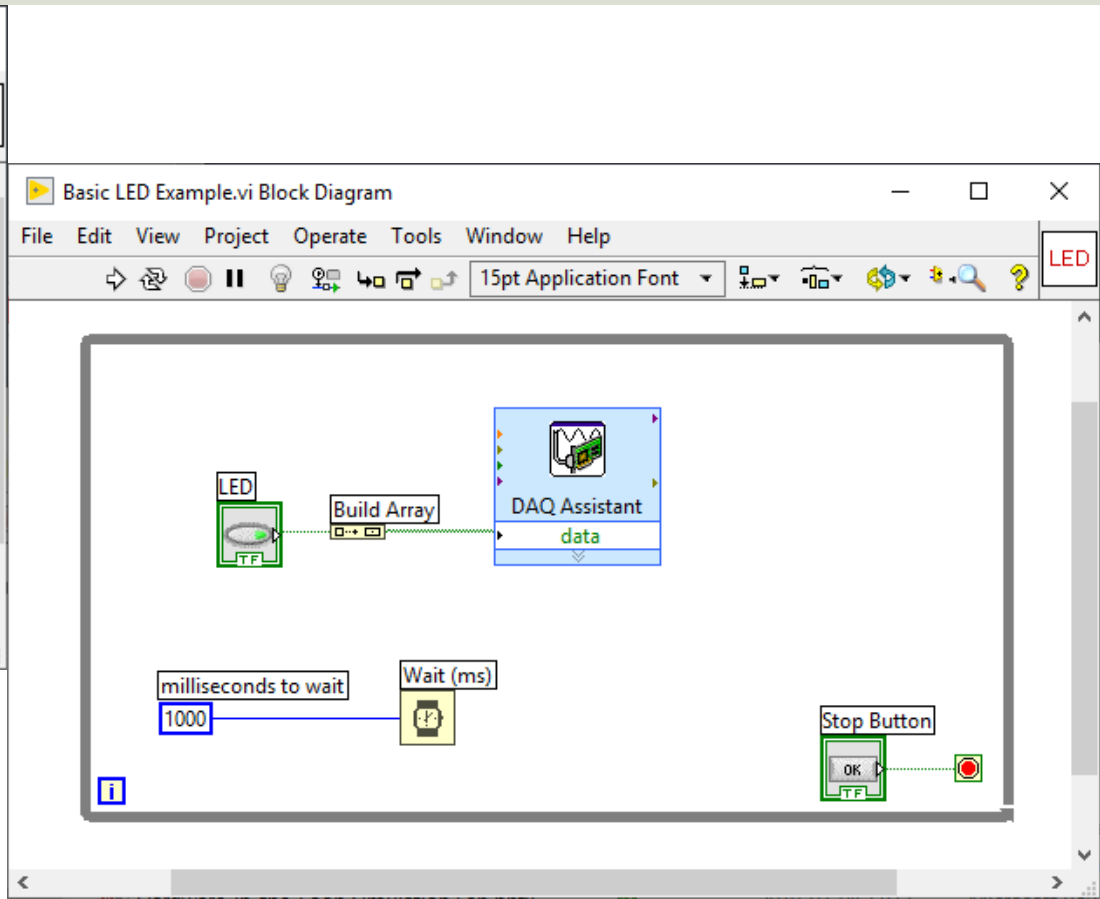 Basic LED Example.vi Block Diagram
File Edit View Project Operate Tools Window Help
15pt Application Font
LED
LED
Build Array
DAQ Assistant
data
TF
milliseconds to wait
1000
Wait (ms)
Stop Button
OK
TF
i